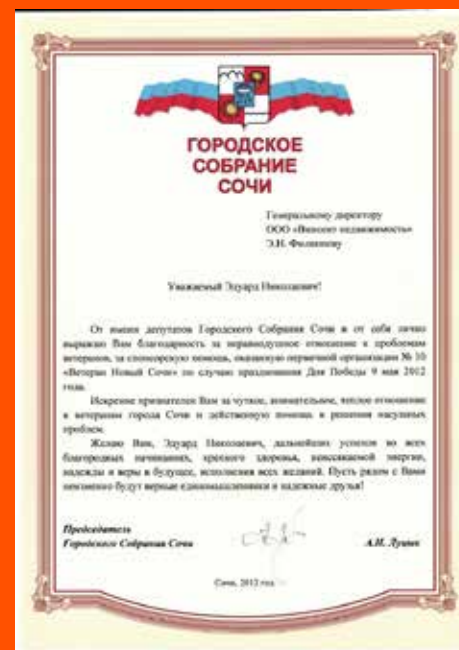 ГОРОДСКОЕ
СОБРАНИЕ
СОЧИ
Генеральному директору
ООО «Винсент недвижимость»
Э.Н.
Уважаемый Эдуард Николаевич!
От имени депутатов Городского Собрания Сочи и от себя лично
выражаю Вам благодарность за неравнодушное отношение к проблемам
ветеранов, за спонсорскую помощь, оказанную первичной организации № 10
«Ветеран Новый Сочи» по случаю празднования Дня Победы 9 мая 2012
года.
Искренне признателен Вам за чуткое, внимательное, теплое отношение
к ветеранам города Сочи и действенную помощь в решении насущных
проблем.
Желаю Вам, Эдуард Николаевич, дальнейших успехов во всех
благородных начинаниях, крепкого здоровья, неиссякаемой энергии,
надежды и веры в будущее, исполнения всех желаний. Пусть рядом с Вами
неизменно будут верные единомышленники и надежные друзья!
Председатель
Городского Собрания Сочи
А.П. Луцык
Сочи, 2012 год